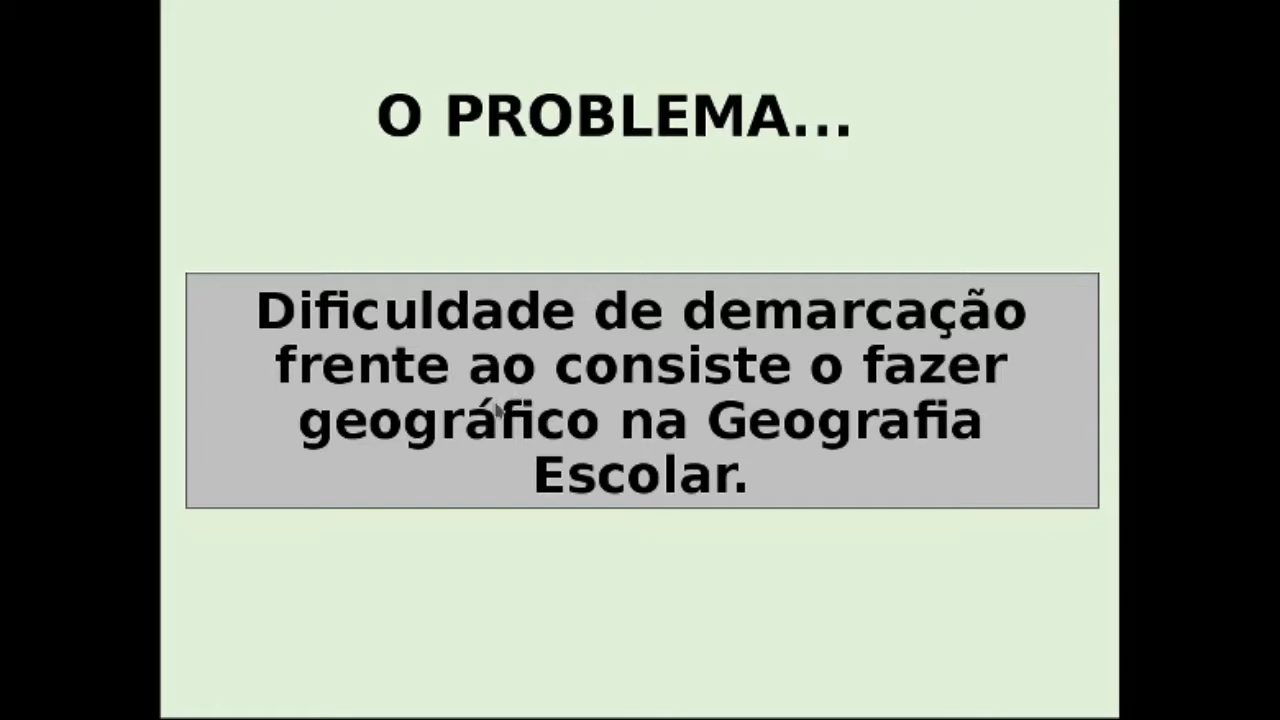 O PROBLEMA...
Dificuldade de demarcação
frente ao consiste o fazer
geográfico na Geografia
Escolar.